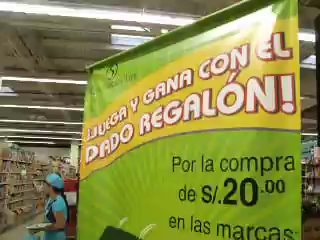 ¡JUEGA Y GANA CON EL
DADO REGALÓN!
Por la compra
de S/.20.00
en las marcas: